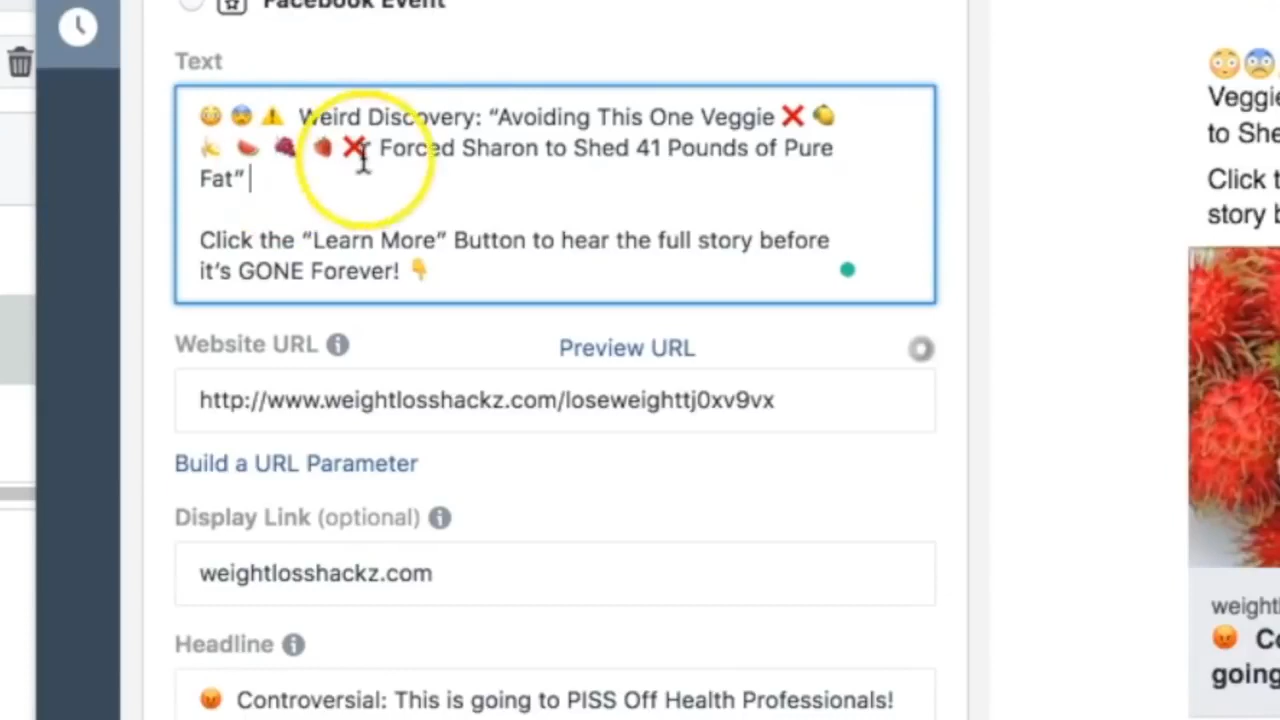 Facebook Event
Text
😳 😨 ⚠️ Weird Discovery: “Avoiding This One Veggie ❌ 🍋
🍌 🍉 🍇 🍓 ❌ Forced Sharon to Shed 41 Pounds of Pure
Fat”
Click the “Learn More” Button to hear the full story before
it’s GONE Forever! 👇
Website URL
Preview URL
http://www.weightlosshackz.com/loseweighttj0xv9vx
Build a URL Parameter
Display Link (optional)
weightlosshackz.com
Headline
😡 Controversial: This is going to PISS Off Health Professionals!
😳😨
to She
Click t
story b
going